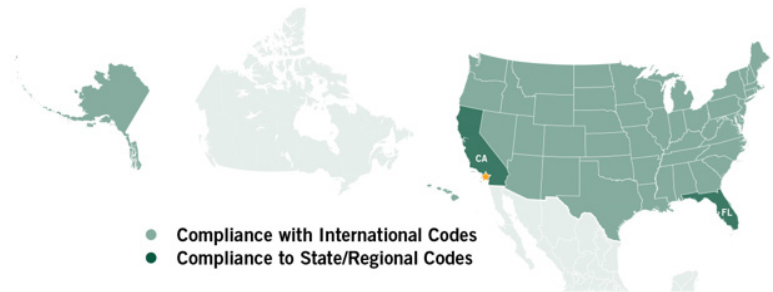 CA
FL
Compliance with International Codes
Compliance to State/Regional Codes